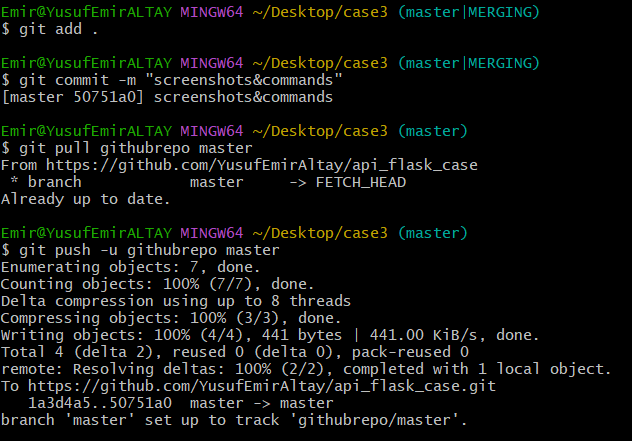 Emir@YusufEmirALTAY MINGW64 ~/Desktop/case3 (master|MERGING)
$ git add .
Emir@YusufEmirALTAY MINGW64 ~/Desktop/case3 (master|MERGING)
$ git commit -m "screenshots&commands"
[master 50751a0] screenshots&commands
Emir@YusufEmirALTAY MINGW64 ~/Desktop/case3 (master)
$ git pull githubrepo master
From https://github.com/YusufEmirAltay/api_flask_case
 * branch            master     -> FETCH_HEAD
Already up to date.
Emir@YusufEmirALTAY MINGW64 ~/Desktop/case3 (master)
$ git push -u githubrepo master
Enumerating objects: 7, done.
Counting objects: 100% (7/7), done.
Delta compression using up to 8 threads
Compressing objects: 100% (3/3), done.
Writing objects: 100% (4/4), 441 bytes | 441.00 KiB/s, done.
Total 4 (delta 2), reused 0 (delta 0), pack-reused 0
remote: Resolving deltas: 100% (2/2), completed with 1 local object.
To https://github.com/YusufEmirAltay/api_flask_case.git
   1a3d4a5..50751a0  master -> master
branch 'master' set up to track 'githubrepo/master'.